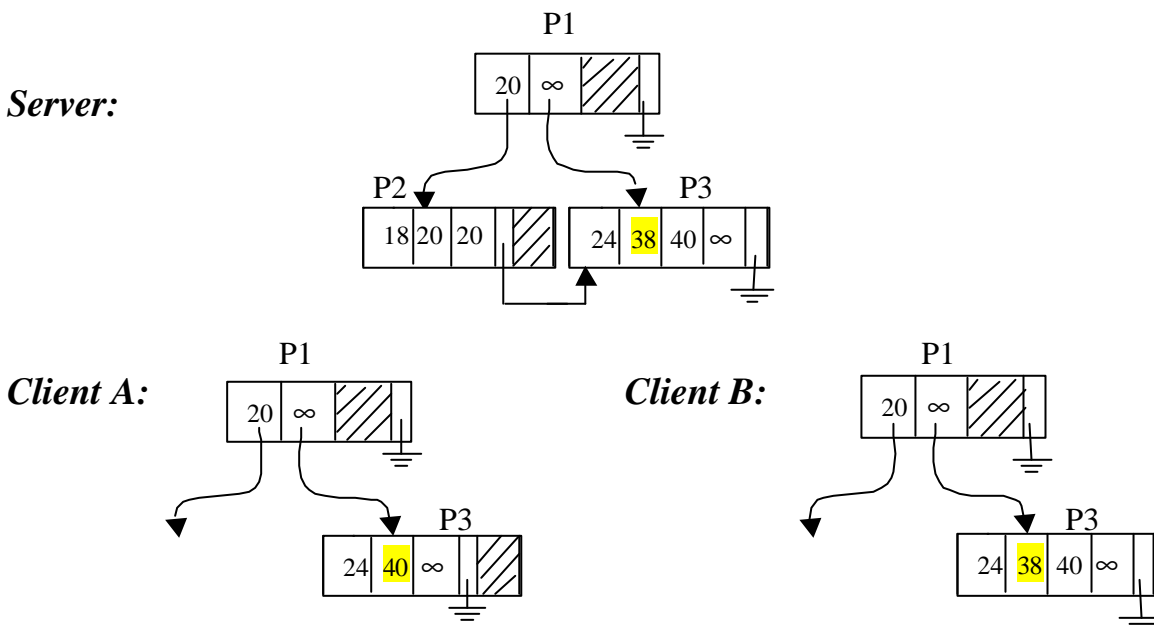 P1
20 ∞
Server:
P2 P3
18 20 20 24 38 40 ∞
P1 P1
Client A: Client B:
20 ∞ 20 ∞
P3 P3
24 40 ∞ 24 38 40 ∞